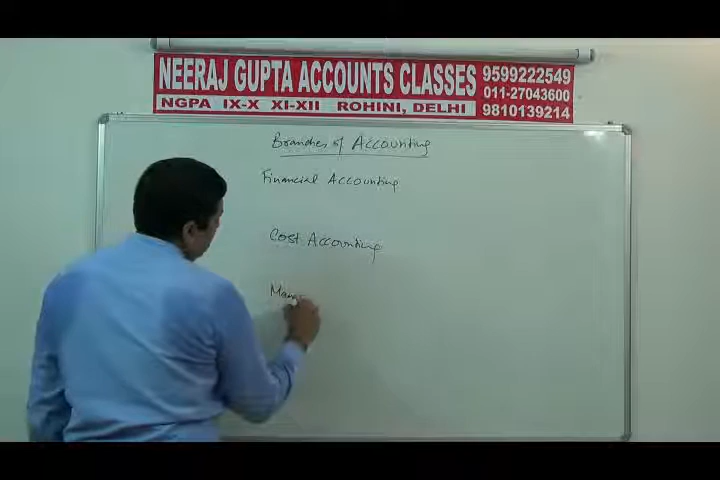 NEERAJ GUPTA ACCOUNTS CLASSES
NGPA IX-X XI-XII ROHINI, DELHI
9599222549
011-27043600
9810139214
Branches of Accounting
Financial Accounting
Cost Accounting